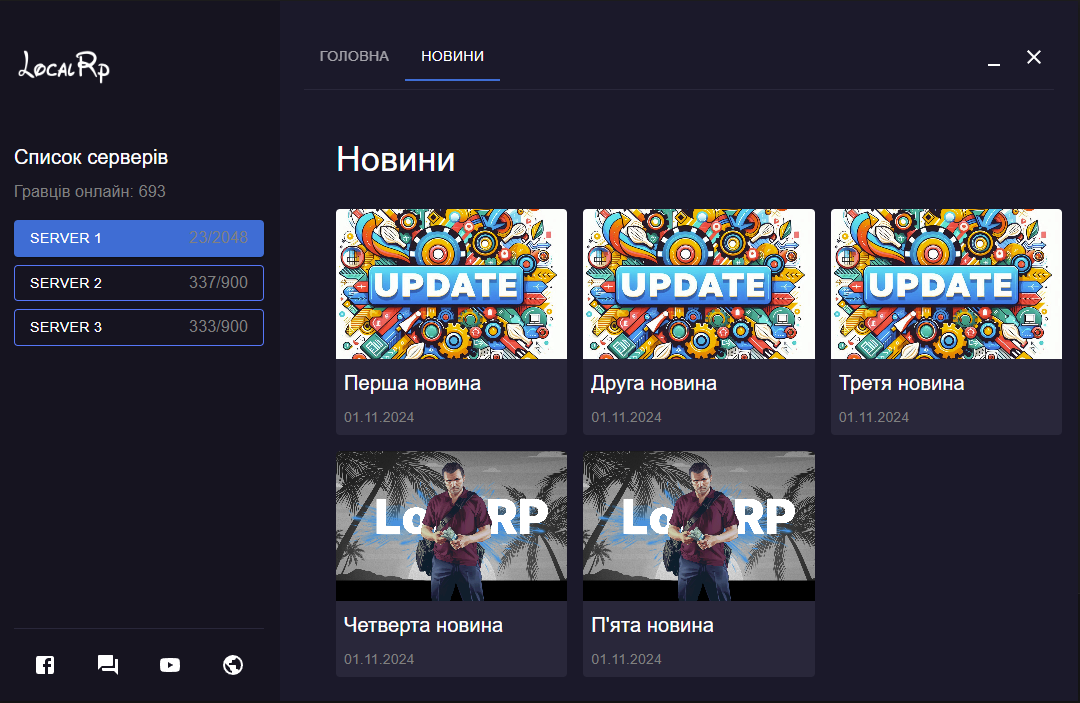 LocalRp
ГОЛОВНА НОВИНИ
Список серверів
Гравців онлайн: 693
SERVER 1 23/2048
SERVER 2 337/900
SERVER 3 333/900
Новини
UPDATE
Перша новина
01.11.2024
UPDATE
Друга новина
01.11.2024
UPDATE
Третя новина
01.11.2024
Lo RP
Четверта новина
01.11.2024
Lo RP
П'ята новина
01.11.2024